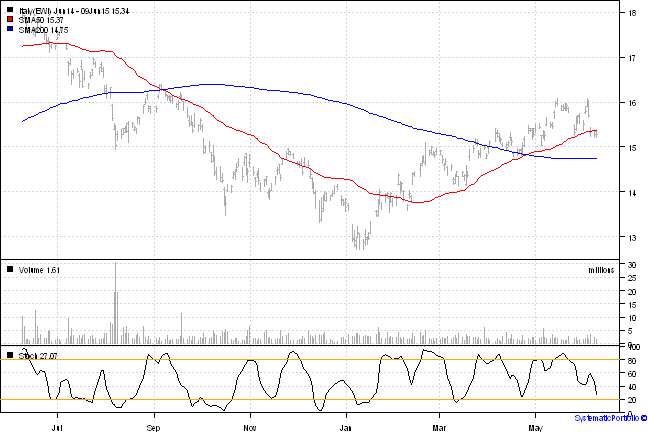 Italy(EWI) Jun14 - 09Jun15 15.34
SMA50 15.37
SMA200 14.75
18
17
16
15
14
13
Volume 1.61
millions
30
25
20
15
10
5
0
Stoch 27.07
100
80
60
40
20
0
Jul
Sep
Nov
Jan
Mar
May
SystematicPortfolio ©